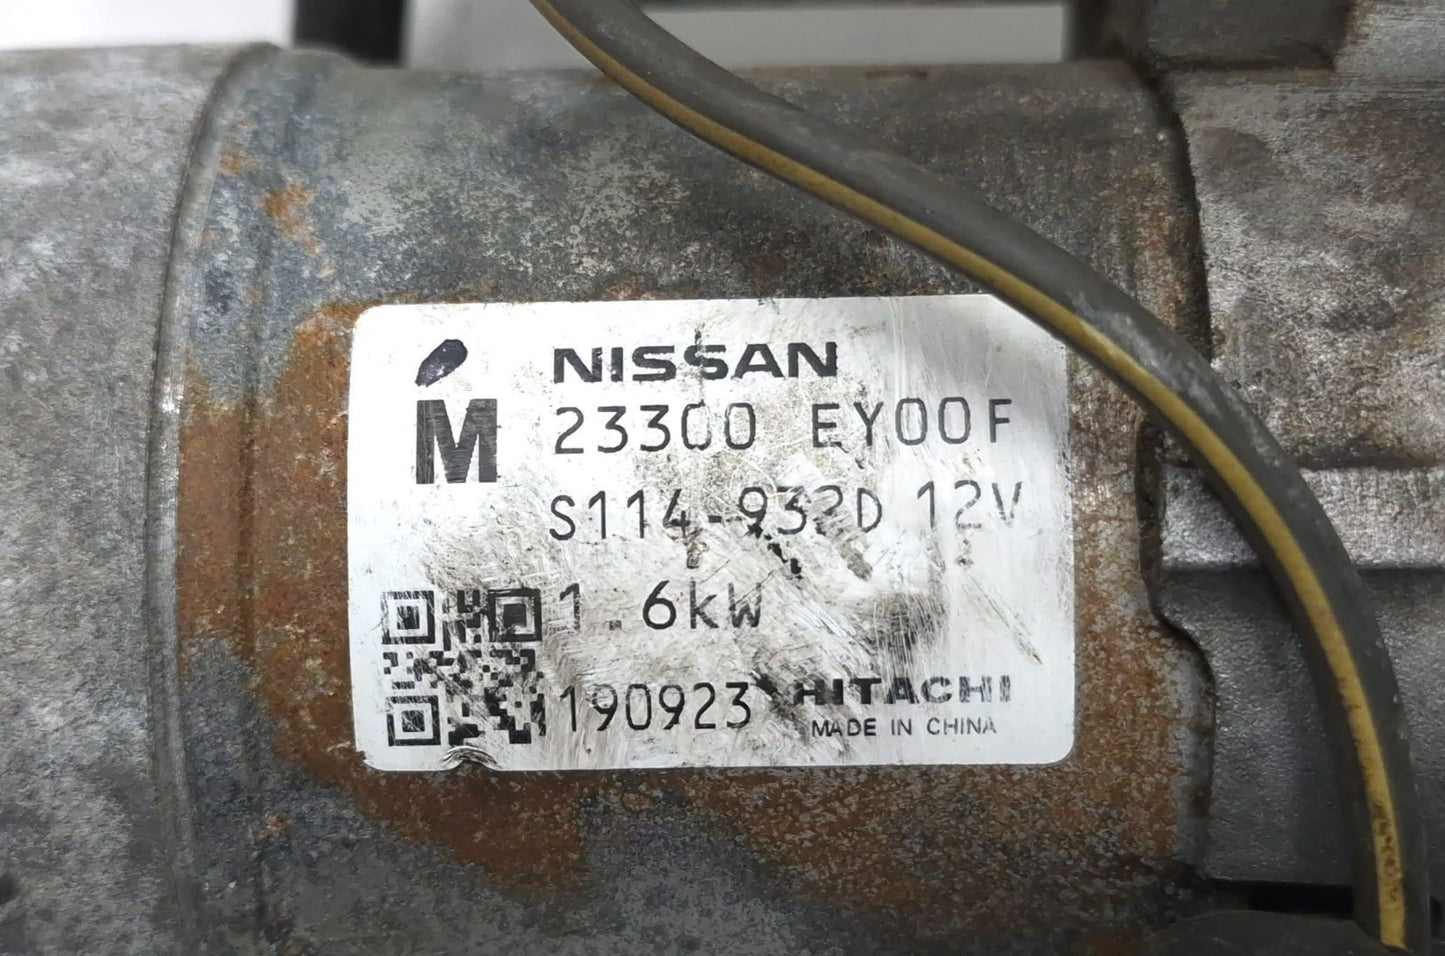 NISSAN
M
23300 EY00F
S114-932D 12V
1.6kW
190923
HITACHI
MADE IN CHINA